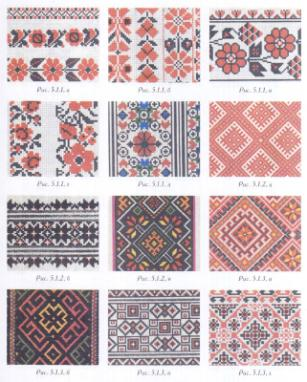 Рис. 5.1.1, а Рис. 5.1.1, б Рис. 5.1.1, в
Рис. 5.1.1, г Рис. 5.1.1, д Рис. 5.1.2, а
Рис. 5.1.2, б Рис. 5.1.2, в Рис. 5.1.3, а
Рис. 5.1.3, б Рис. 5.1.3, в Рис. 5.1.3, г